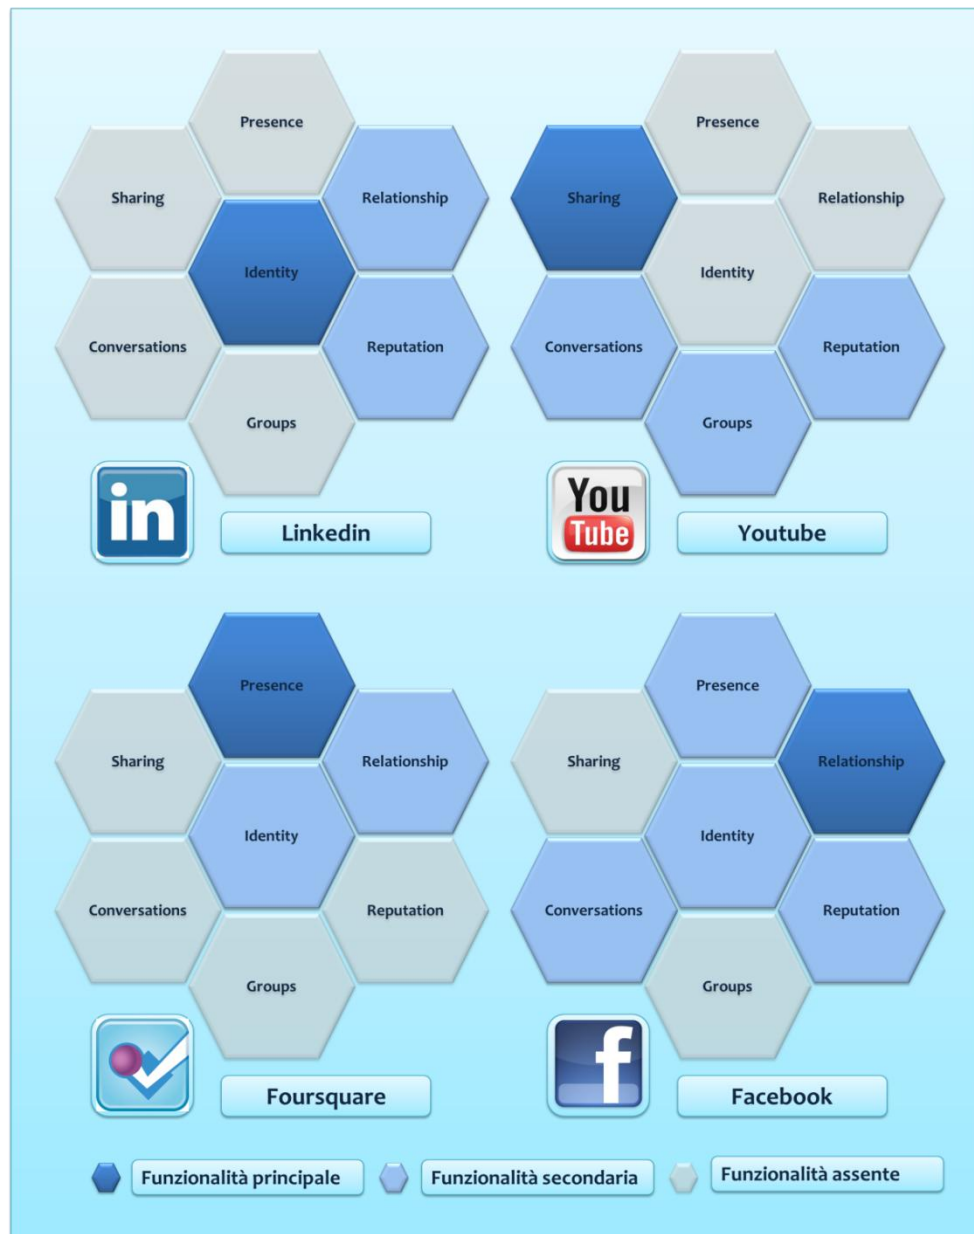 Presence
Sharing
Relationship
Identity
Conversations
Reputation
Groups
in
Linkedin
Presence
Sharing
Relationship
Identity
Conversations
Reputation
Groups
You
Tube
Youtube
Presence
Sharing
Relationship
Identity
Conversations
Reputation
Groups
Foursquare
Presence
Sharing
Relationship
Identity
Conversations
Reputation
Groups
f
Facebook
Funzionalità principale
Funzionalità secondaria
Funzionalità assente